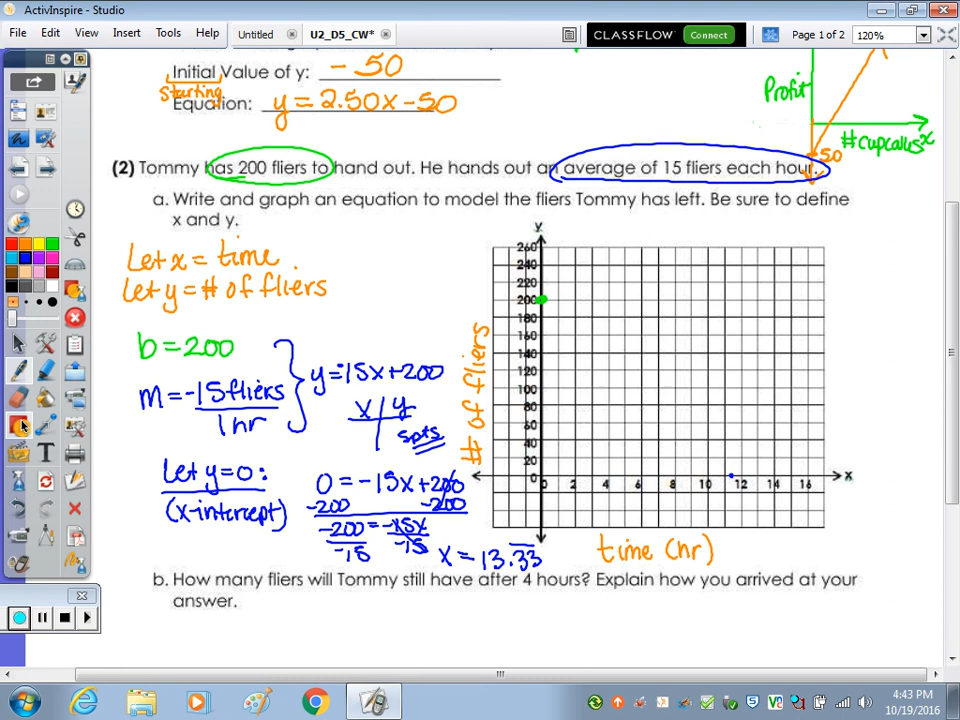 ActivInspire - Studio
File Edit View Insert Tools Help
Untitled
U2_D5_CW*
CLASSFLOW Connect
Page 1 of 2
120%
Initial Value of y: -50
starting
Equation: y = 2.50x - 50
Profit
-50
x
(2) Tommy has 200 fliers to hand out. He hands out an average of 15 fliers each hour.
a. Write and graph an equation to model the fliers Tommy has left. Be sure to define
x and y.
Let x = time
Let y = # of fliers
b = 200
m = -15 fliers
1 hr
y = -15x + 200
x y
5 pts
Let y = 0:
(x-intercept)
0 = -15x + 200
-200 -200
-200 = -15x
-15 -15
x = 13.33
# of fliers
y
260
240
220
200
180
160
140
120
100
80
60
40
20
0
0 2 4 6 8 10 12 14 16 x
time (hr)
b. How many fliers will Tommy still have after 4 hours? Explain how you arrived at your
answer.
4:43 PM
10/19/2016